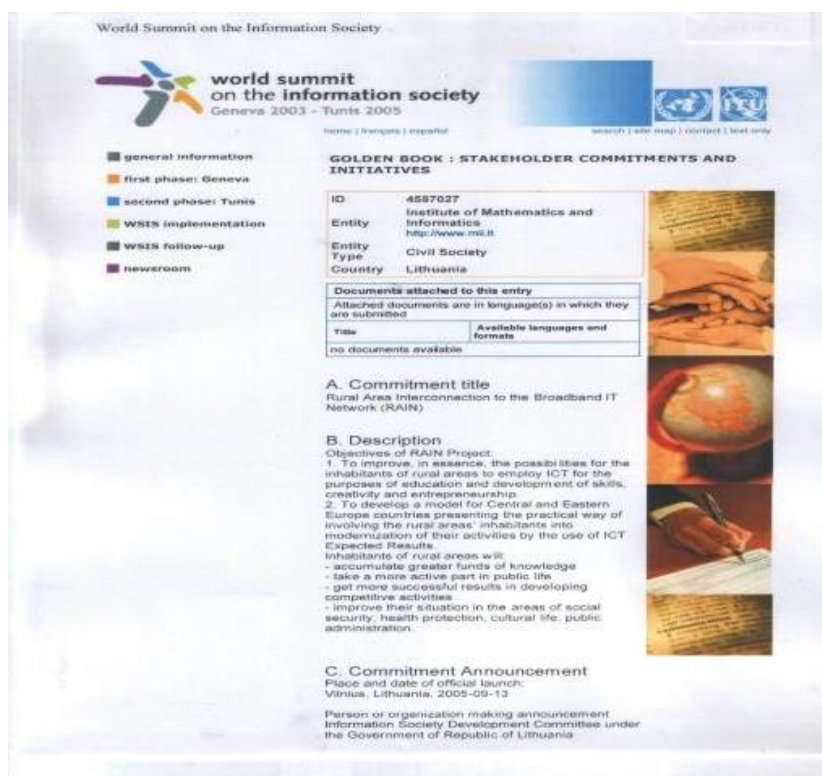 World Summit on the Information Society
world summit
on the information society
Geneva 2003 - Tunis 2005
home | français | español
search | site map | contact | text only
general information
first phase: Geneva
second phase: Tunis
WSIS implementation
WSIS follow-up
newsroom
GOLDEN BOOK : STAKEHOLDER COMMITMENTS AND
INITIATIVES
ID 4587027
Entity Institute of Mathematics and
Informatics
http://www.mii.lt
Entity
Type Civil Society
Country Lithuania
Documents attached to this entry
Attached documents are in language(s) in which they
are submitted
Title Available languages and
formats
no documents available
A. Commitment title
Rural Area Interconnection to the Broadband IT
Network (RAIN)
B. Description
Objectives of RAIN Project:
1. To improve, in essence, the possibilities for the
inhabitants of rural areas to employ ICT for the
purposes of education and development of skills,
creativity and entrepreneurship.
2. To develop a model for Central and Eastern
Europe countries presenting the practical way of
involving the rural areas' inhabitants into
modernization of their activities by the use of ICT
Expected Results.
Inhabitants of rural areas will:
- accumulate greater funds of knowledge
- take a more active part in public life
- get more successful results in developing
competitive activities
- improve their situation in the areas of social
security, health protection, cultural life, public
administration.
C. Commitment Announcement
Place and date of official launch:
Vilnius, Lithuania, 2005-09-13
Person or organization making announcement
Information Society Development Committee under
the Government of Republic of Lithuania
ITU